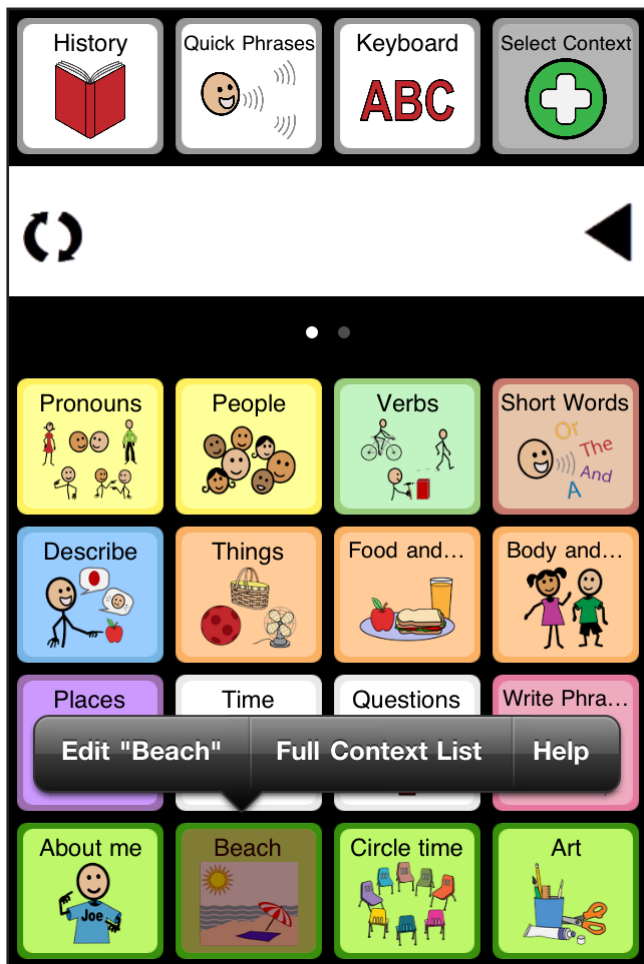 History
Quick Phrases
Keyboard
Select Context
ABC
Pronouns
People
Verbs
Short Words
Or
The
And
A
Describe
Things
Food and...
Body and...
Places
Time
Questions
Write Phra...
Edit "Beach"
Full Context List
Help
About me
Beach
Circle time
Art
Joe